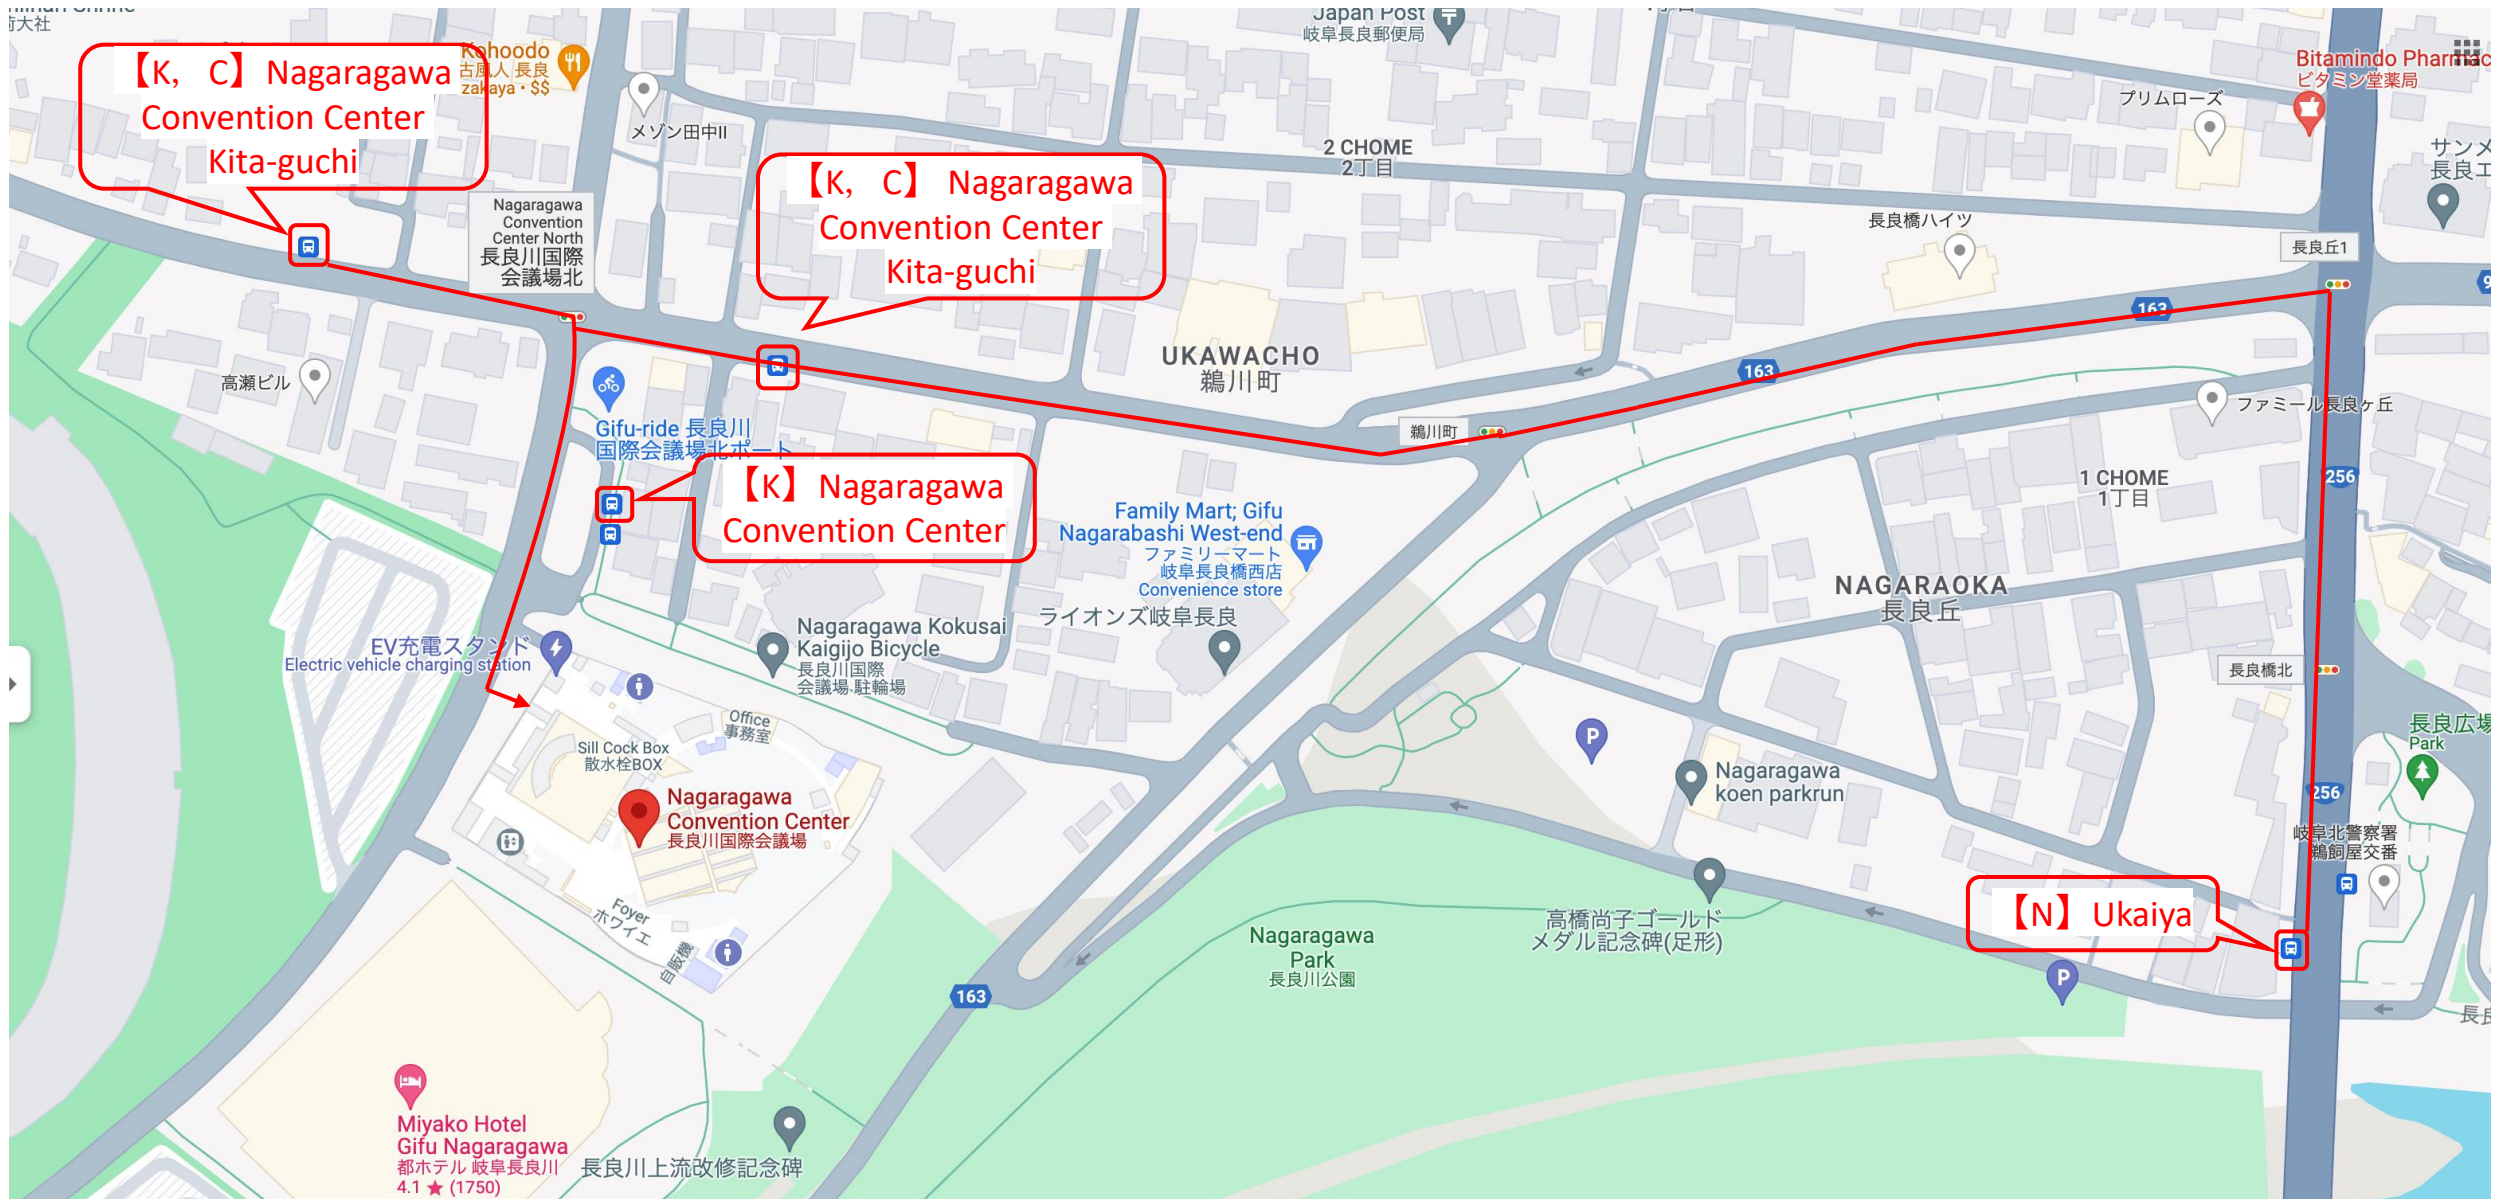 荷大社
【K, C】 Nagaragawa
Convention Center
Kita-guchi
Kohoodo
古風人 長良
zakaya・$$
メゾン田中II
Japan Post
岐阜長良郵便局
Bitamindo Pharmac
ビタミン堂薬局
プリムローズ
サンメ
長良エ
2 CHOME
2丁目
【K, C】 Nagaragawa
Convention Center
Kita-guchi
Nagaragawa
Convention
Center North
長良川国際
会議場北
長良橋ハイツ
長良丘1
163
UKAWACHO
鵜川町
163
高瀬ビル
ファミール長良ヶ丘
Gifu-ride 長良川
国際会議場北ポート
鵜川町
【K】 Nagaragawa
Convention Center
256
1 CHOME
1丁目
Family Mart; Gifu
Nagarabashi West-end
ファミリーマート
岐阜長良橋西店
Convenience store
NAGARAOKA
長良丘
ライオンズ岐阜長良
Nagaragawa Kokusai
Kaigijo Bicycle
長良川国際
会議場 駐輪場
EV充電スタンド
Electric vehicle charging station
長良橋北
Office
事務室
長良広場
Park
Sill Cock Box
散水栓BOX
P
Nagaragawa
koen parkrun
Nagaragawa
Convention Center
長良川国際会議場
256
岐阜北警察署
鵜飼屋交番
Foyer
ホワイエ
自販機
【N】 Ukaiya
高橋尚子ゴールド
メダル記念碑(足形)
Nagaragawa
Park
長良川公園
P
163
Miyako Hotel
Gifu Nagaragawa
都ホテル 岐阜長良川
4.1 ★ (1750)
長良川上流改修記念碑